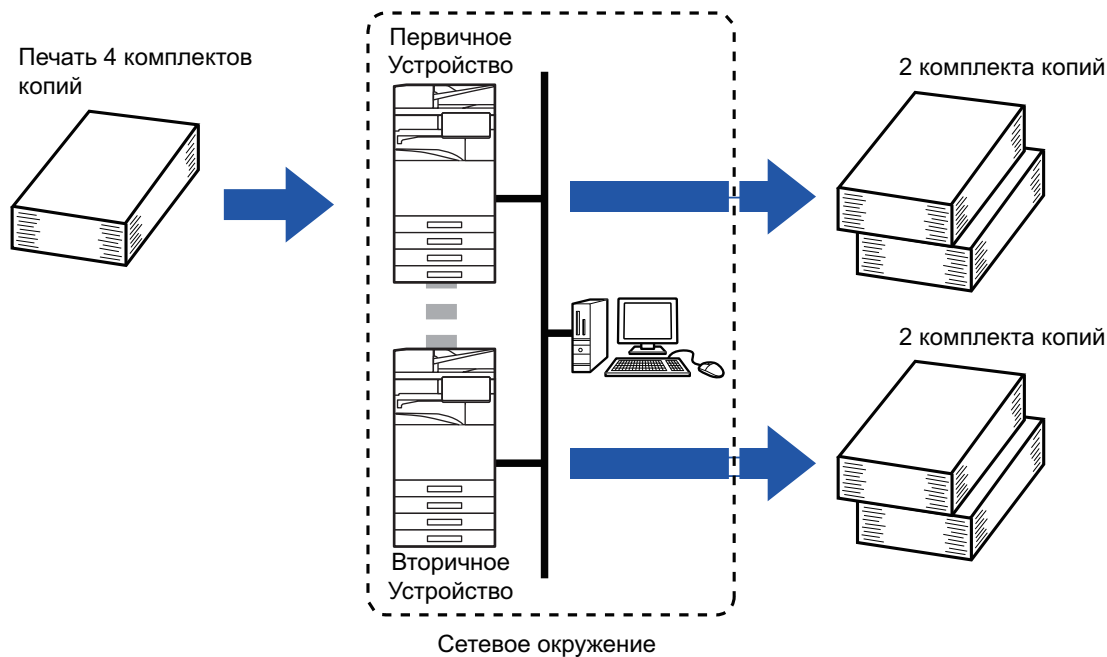 Печать 4 комплектов
копий
Первичное
Устройство
2 комплекта копий
2 комплекта копий
Вторичное
Устройство
Сетевое окружение